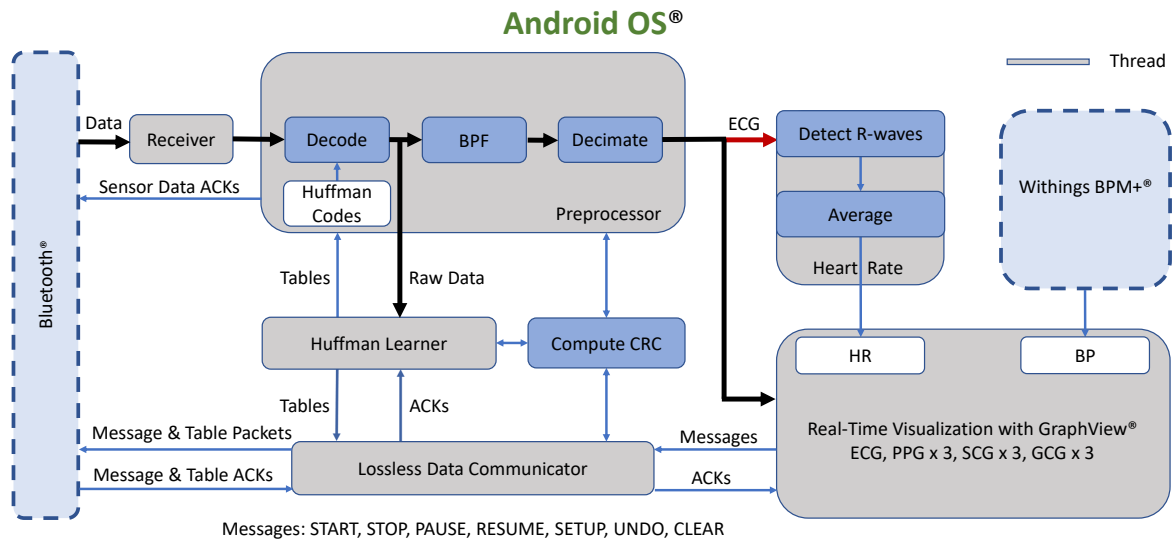 Android OS®
Thread
Data
Receiver
Decode
BPF
Decimate
ECG
Detect R-waves
Withings BPM+®
Sensor Data ACKs
Huffman
Codes
Preprocessor
Average
Bluetooth®
Tables
Raw Data
Heart Rate
Huffman Learner
Compute CRC
HR
BP
Tables
ACKs
Message & Table Packets
Messages
Real-Time Visualization with GraphView®
ECG, PPG x 3, SCG x 3, GCG x 3
Lossless Data Communicator
Message & Table ACKs
ACKs
Messages: START, STOP, PAUSE, RESUME, SETUP, UNDO, CLEAR